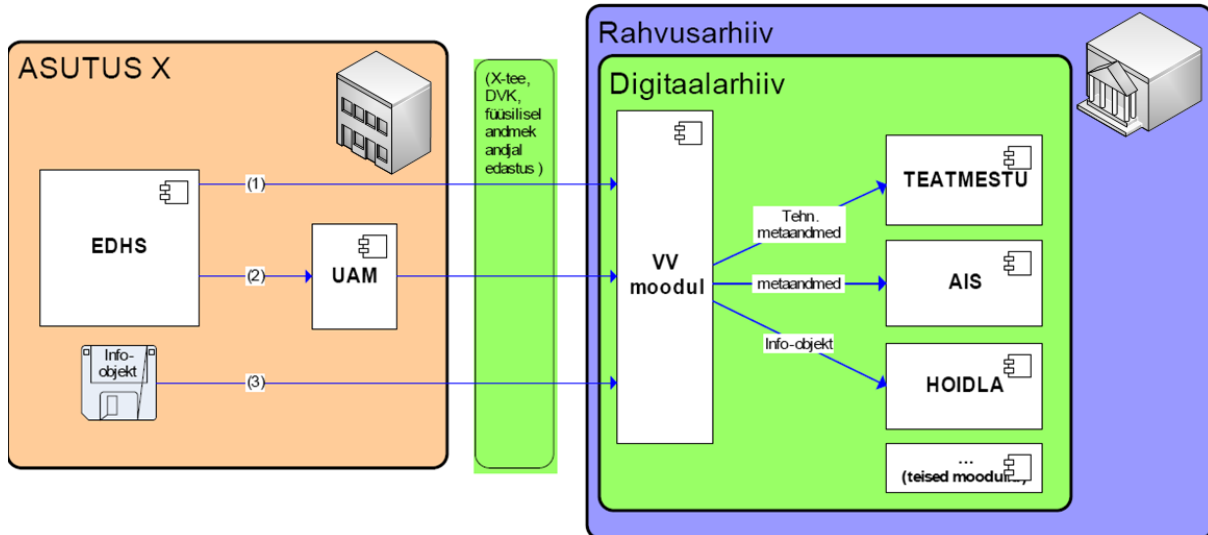 ASUTUS X
EDHS
(1)
(2)
UAM
Info-
objekt
(3)
(X-tee,
DVK,
füüsilisel
andmek
andjal
edastus )
Rahvusarhiiv
Digitaalarhiiv
VV
moodul
Tehn.
metaandmed
metaandmed
Info-objekt
TEATMESTU
AIS
HOIDLA
...
(teised